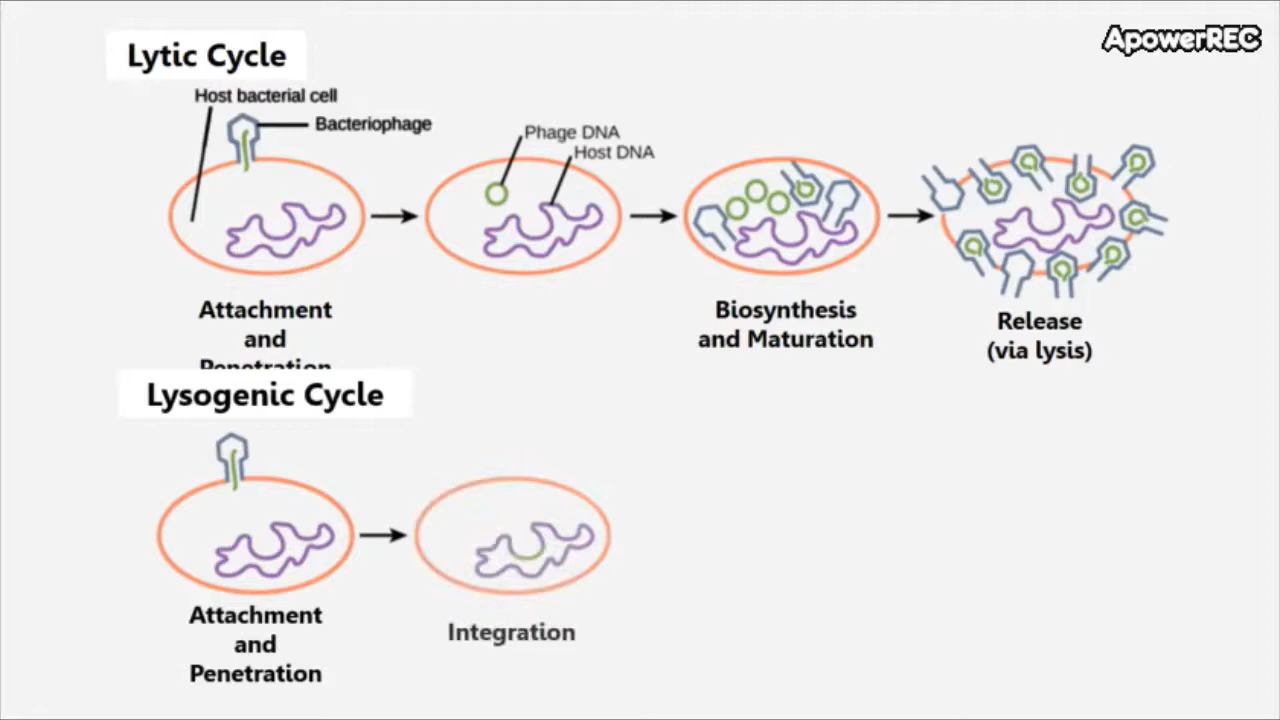 ApowerREC
Lytic Cycle
Host bacterial cell
Bacteriophage
Phage DNA
Host DNA
Attachment
and
Penetration
Biosynthesis
and Maturation
Release
(via lysis)
Lysogenic Cycle
Attachment
and
Penetration
Integration